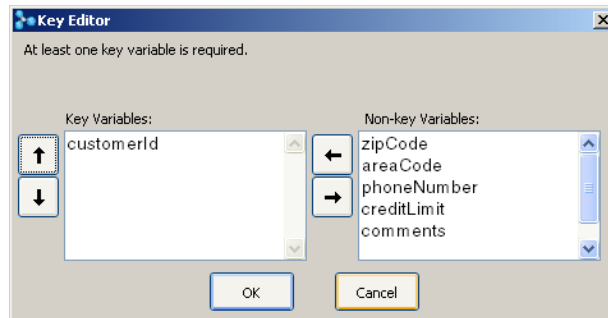 Key Editor
At least one key variable is required.
Key Variables:
customerId
Non-key Variables:
zipCode
areaCode
phoneNumber
creditLimit
comments
OK
Cancel